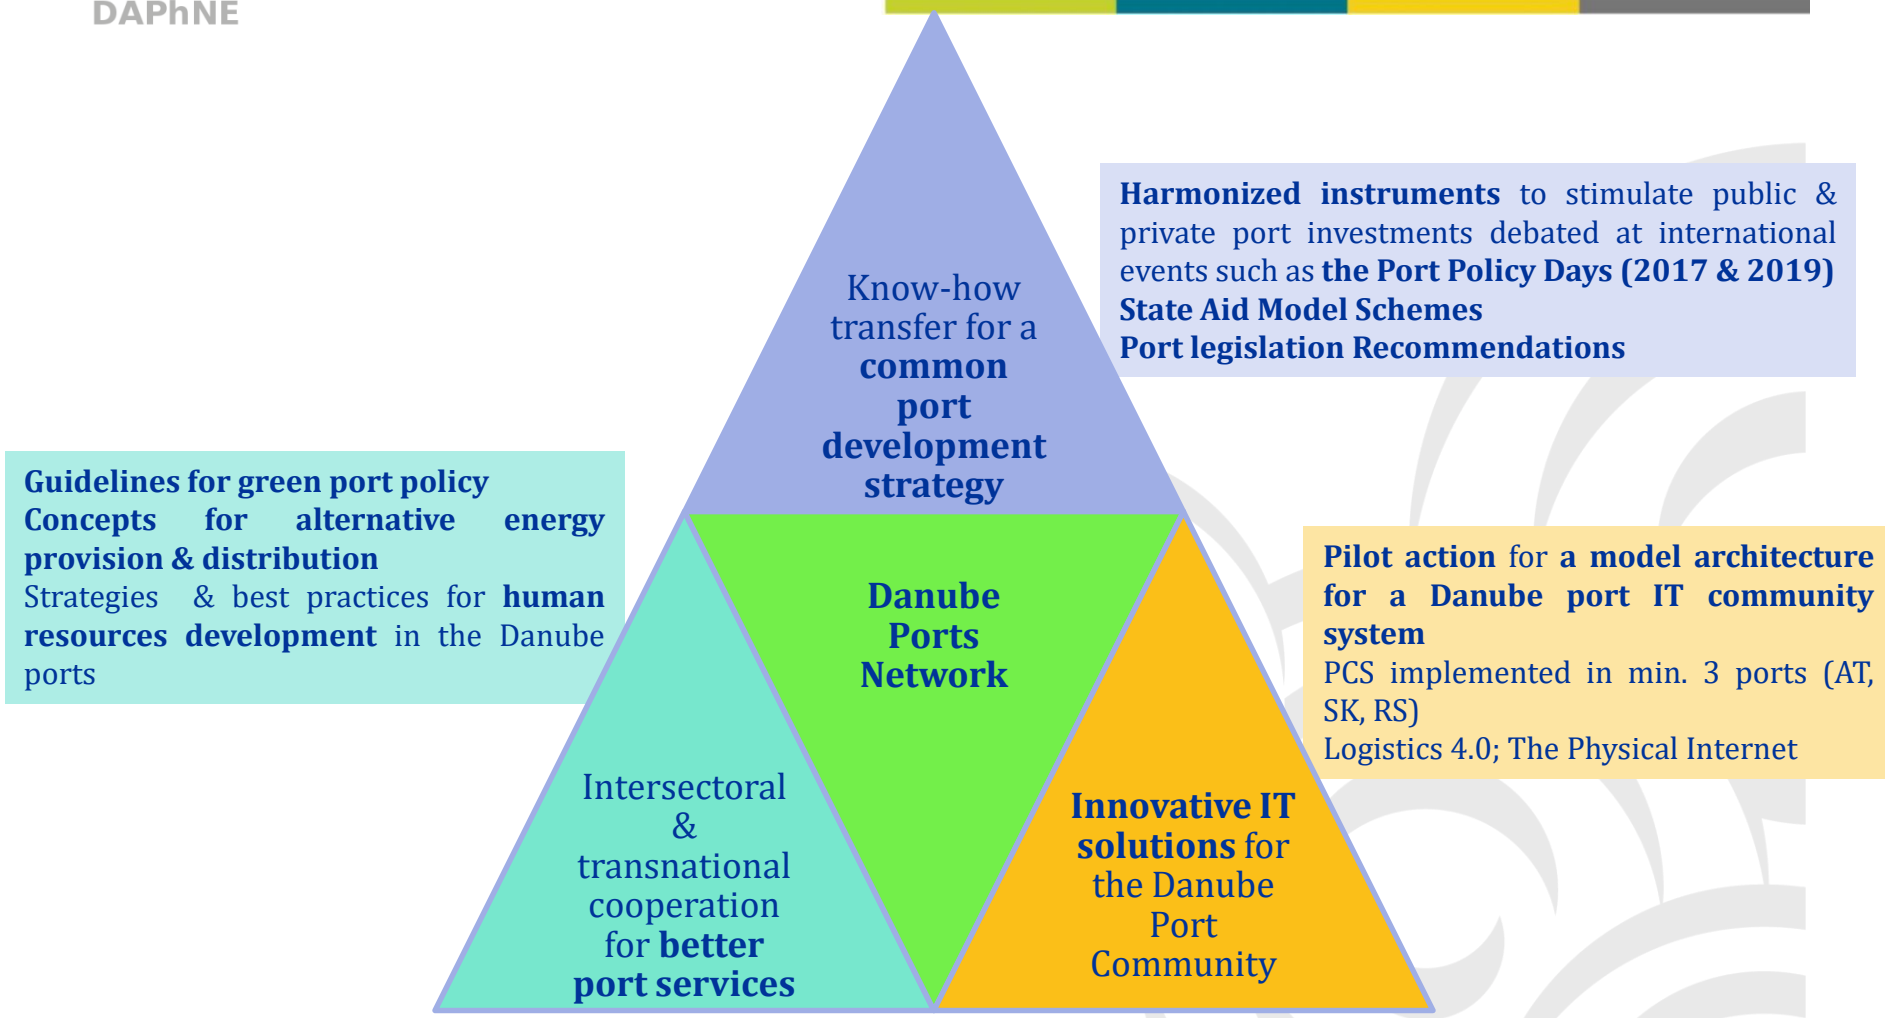 DAPhNE
Know-how
transfer for a
common
port
development
strategy
Harmonized instruments to stimulate public &
private port investments debated at international
events such as the Port Policy Days (2017 & 2019)
State Aid Model Schemes
Port legislation Recommendations
Guidelines for green port policy
Concepts for alternative energy
provision & distribution
Strategies & best practices for human
resources development in the Danube
ports
Danube
Ports
Network
Pilot action for a model architecture
for a Danube port IT community
system
PCS implemented in min. 3 ports (AT,
SK, RS)
Logistics 4.0; The Physical Internet
Intersectoral
&
transnational
cooperation
for better
port services
Innovative IT
solutions for
the Danube
Port
Community